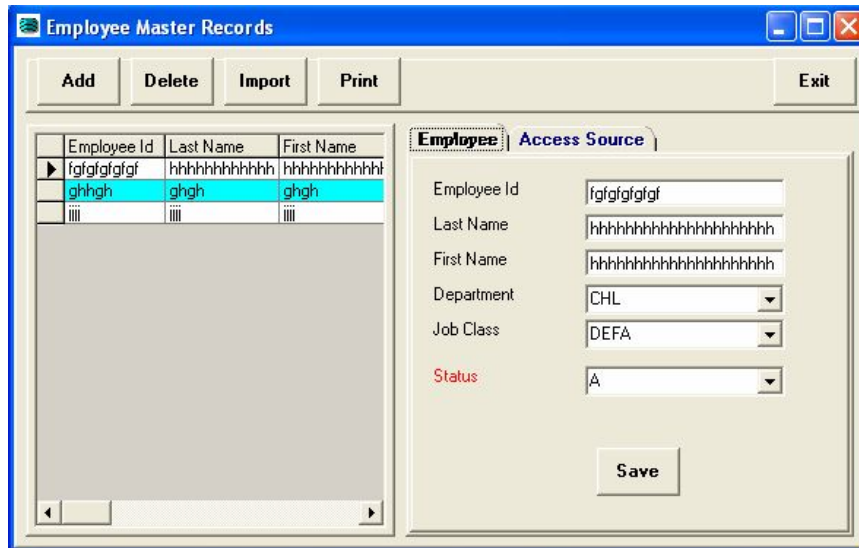 Employee Master Records
Add Delete Import Print Exit
Employee Id Last Name First Name
fgfgfgfgfgf hhhhhhhhhhhh hhhhhhhhhhhh
ghhgh ghgh ghgh
iiii iiii iiii
Employee Access Source
Employee Id fgfgfgfgfgf
Last Name hhhhhhhhhhhhhhhhhhhhh
First Name hhhhhhhhhhhhhhhhhhhhh
Department CHL
Job Class DEFA
Status A
Save